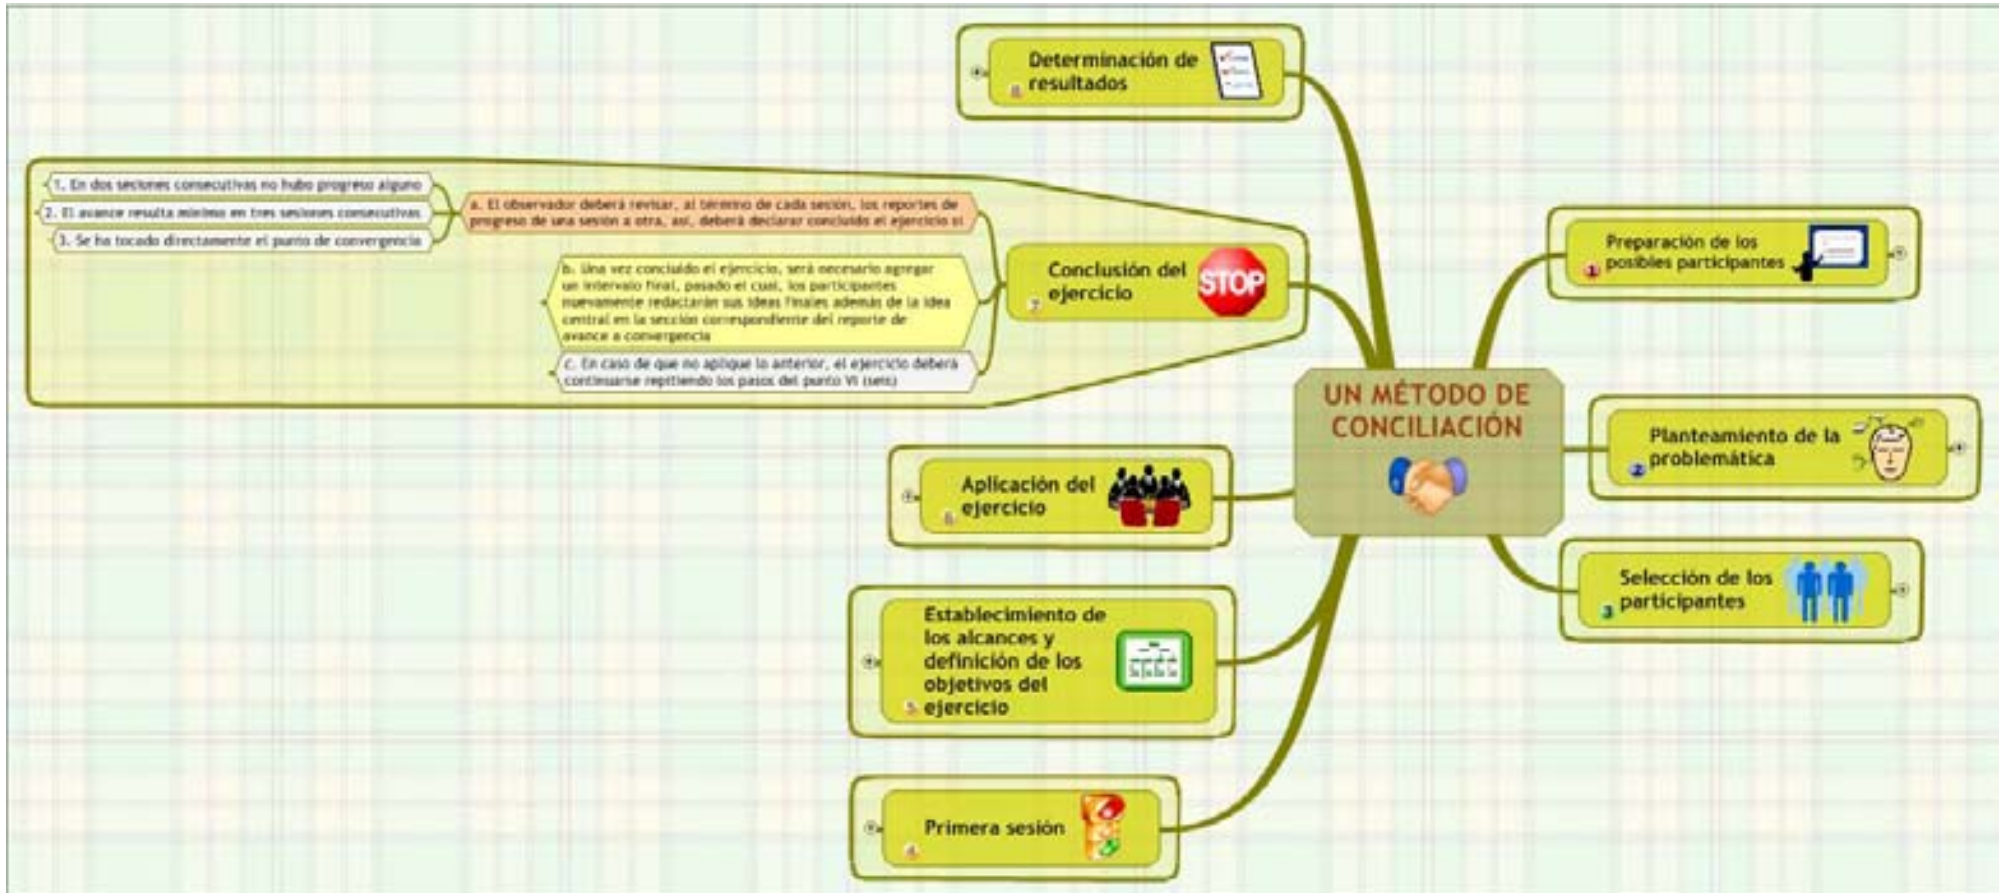 UN MÉTODO DE
CONCILIACIÓN
1
Preparación de los
posibles participantes
2
Planteamiento de la
problemática
3
Selección de los
participantes
4
Primera sesión
5
Establecimiento de
los alcances y
definición de los
objetivos del
ejercicio
6
Aplicación del
ejercicio
7
Conclusión del
ejercicio
STOP
a. El observador deberá revisar, al término de cada sesión, los reportes de
progreso de una sesión a otra, así, deberá declarar concluido el ejercicio si
1. En dos sesiones consecutivas no hubo progreso alguno
2. El avance resulta mínimo en tres sesiones consecutivas
3. Se ha tocado directamente el punto de convergencia
b. Una vez concluido el ejercicio, será necesario agregar
un intervalo final, pasado el cual, los participantes
nuevamente redactarán sus ideas finales además de la idea
central en la sección correspondiente del reporte de
avance a convergencia
c. En caso de que no aplique lo anterior, el ejercicio deberá
continuarse repitiendo los pasos del punto VI (seis)
8
Determinación de
resultados